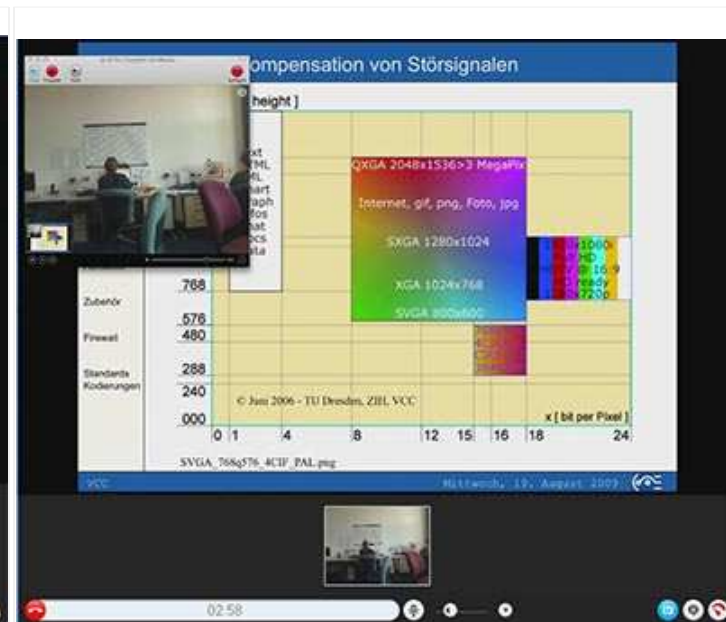 ompensation von Störsignalen
height ]
QXGA 2048x1536>3 MegaPix
Internet, gif, png, Foto, jpg
SXGA 1280x1024
XGA 1024x768
SVGA 800x600
768
576
480
288
240
000
Zubehör
Firewall
Standards
Kodierungen
© Juni 2006 - TU Dresden, ZIH, VCC
x [ bit per Pixel ]
0 1 4 8 12 15 16 18 24
SVGA_768q576_4CIF_PAL.png
VCC
Mittwoch, 19. August 2009
02:58